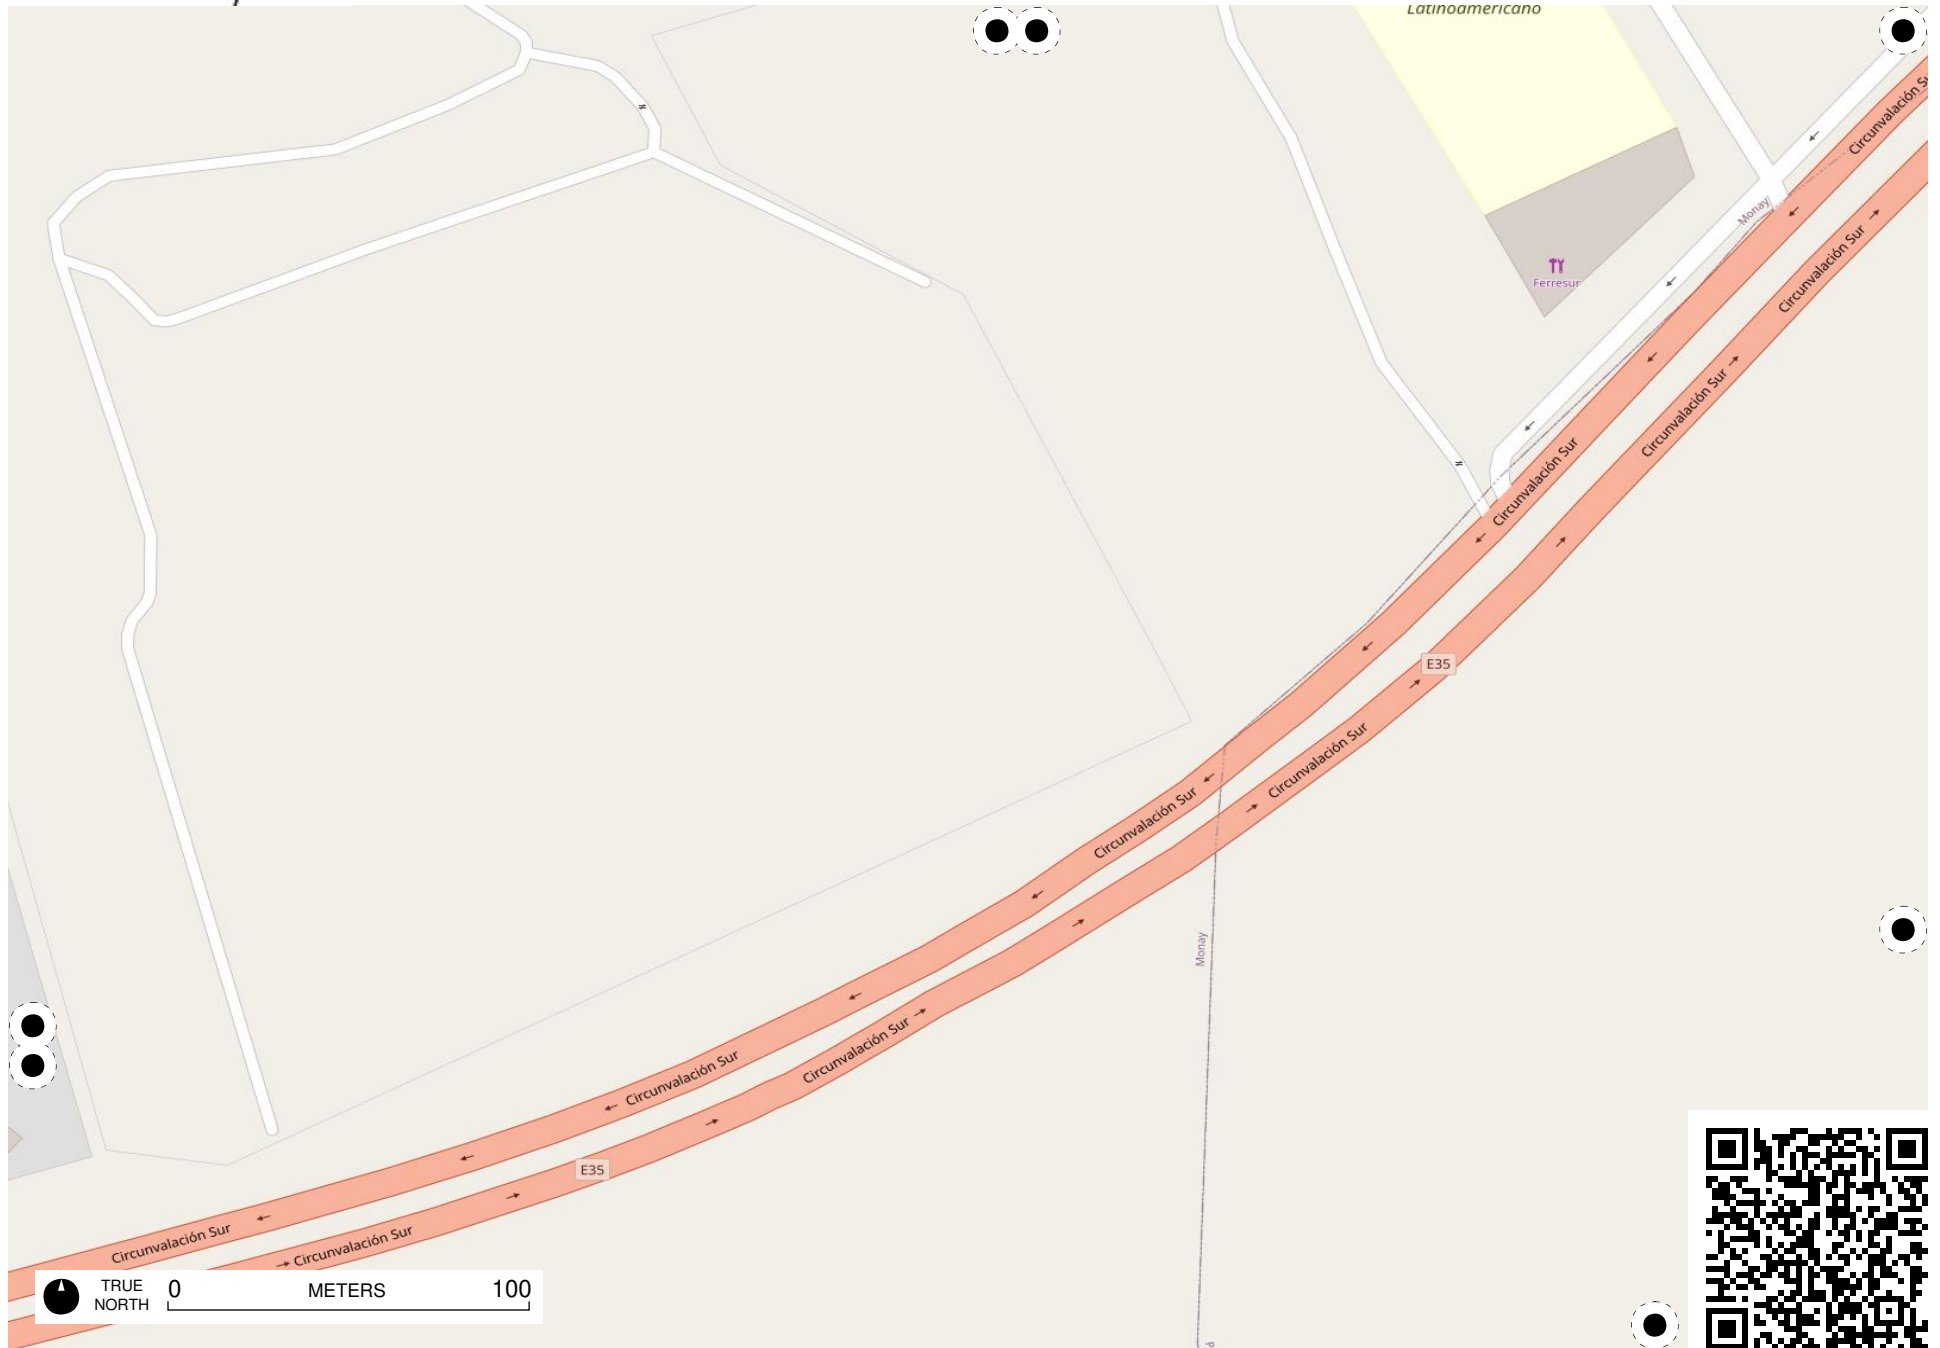 Latinoamericano
Circunvalación Su
Monay
Circunvalación Sur
Ferresur
Circunvalación Sur
Circunvalación Sur
E35
Circunvalación Sur
Circunvalación Sur
Monay
Circunvalación Sur
Circunvalación Sur
E35
Circunvalación Sur
Circunvalación Sur
TRUE
NORTH
0 METERS 100